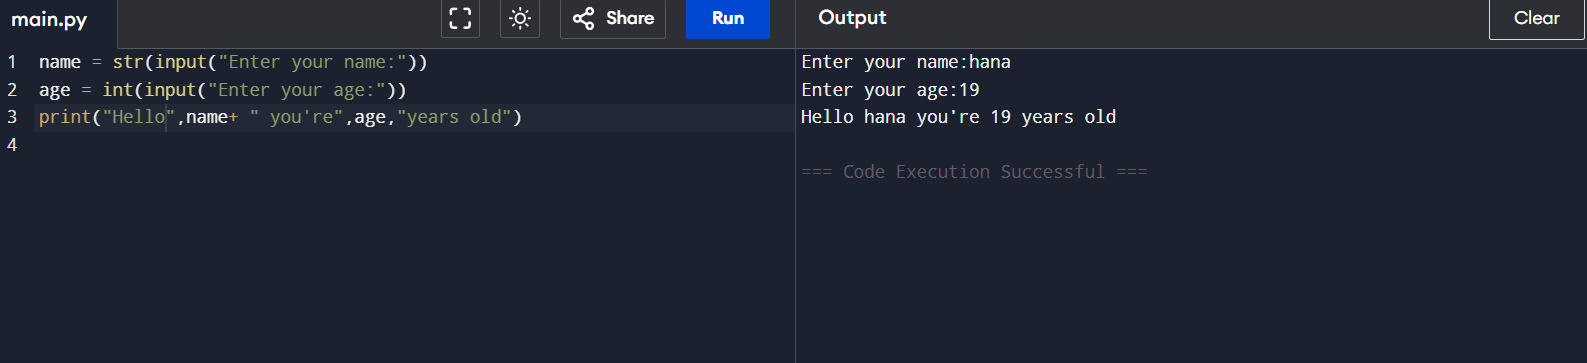 main.py
Share
Run
Output
Clear
1 name = str(input("Enter your name:"))
2 age = int(input("Enter your age:"))
3 print("Hello",name+ " you're",age,"years old")
4
Enter your name:hana
Enter your age:19
Hello hana you're 19 years old
=== Code Execution Successful ===